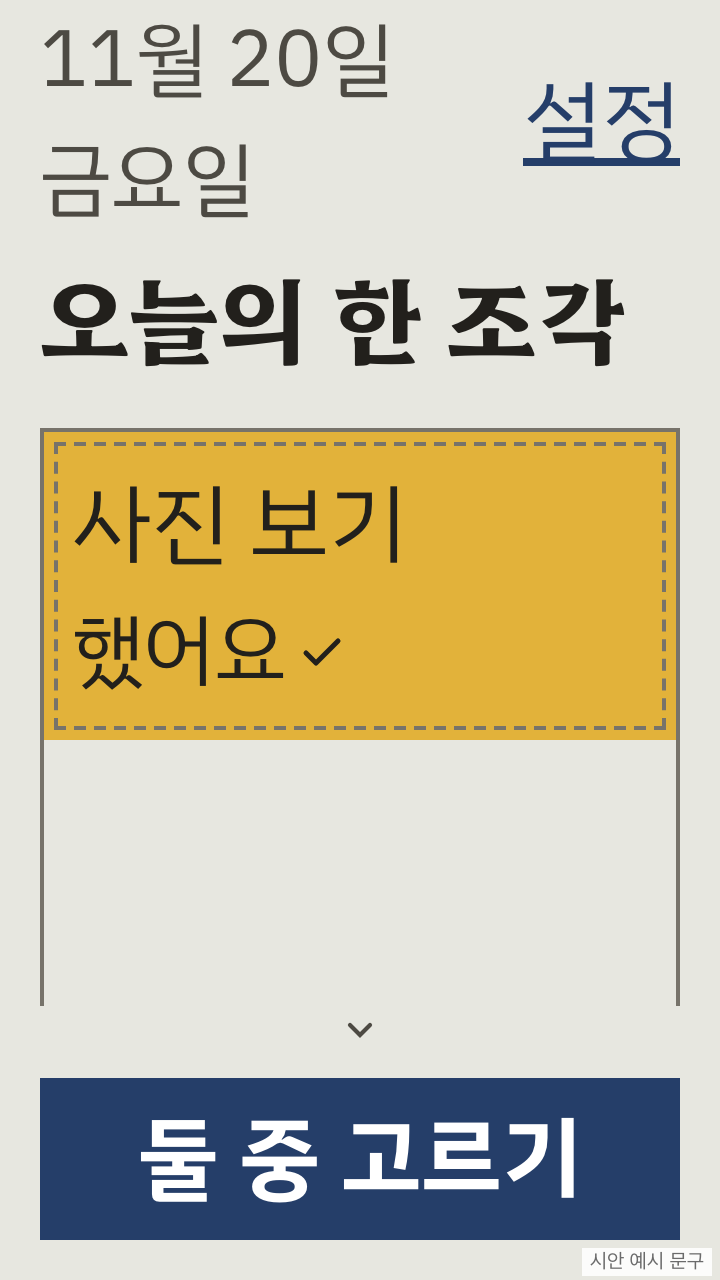 11월 20일
금요일
설정
오늘의 한 조각
사진 보기
했어요 ✓
둘 중 고르기
시안 예시 문구